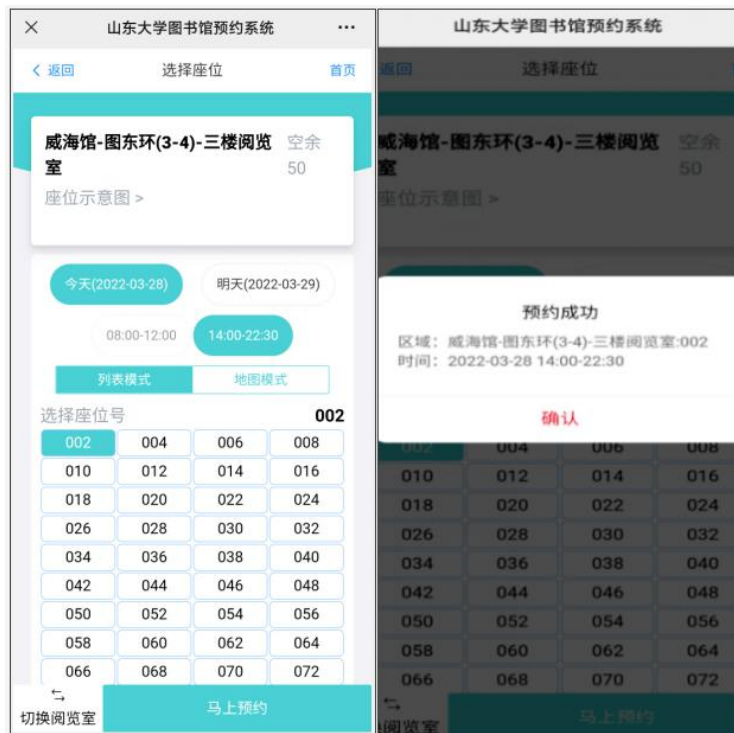 山东大学图书馆预约系统
返回
选择座位
首页
威海馆-图东环(3-4)-三楼阅览
室
空余
50
座位示意图 >
今天(2022-03-28)
明天(2022-03-29)
08:00-12:00
14:00-22:30
列表模式
地图模式
选择座位号
002
002 004 006 008
010 012 014 016
018 020 022 024
026 028 030 032
034 036 038 040
042 044 046 048
050 052 054 056
058 060 062 064
066 068 070 072
切换阅览室
马上预约
山东大学图书馆预约系统
返回
选择座位
威海馆-图东环(3-4)-三楼阅览
室
空余
50
座位示意图 >
预约成功
区域：威海馆-图东环(3-4)-三楼阅览室:002
时间：2022-03-28 14:00-22:30
确认
002 004 006 008
010 012 014 016
018 020 022 024
026 028 030 032
034 036 038 040
042 044 046 048
050 052 054 056
058 060 062 064
066 068 070 072
阅览室
马上预约